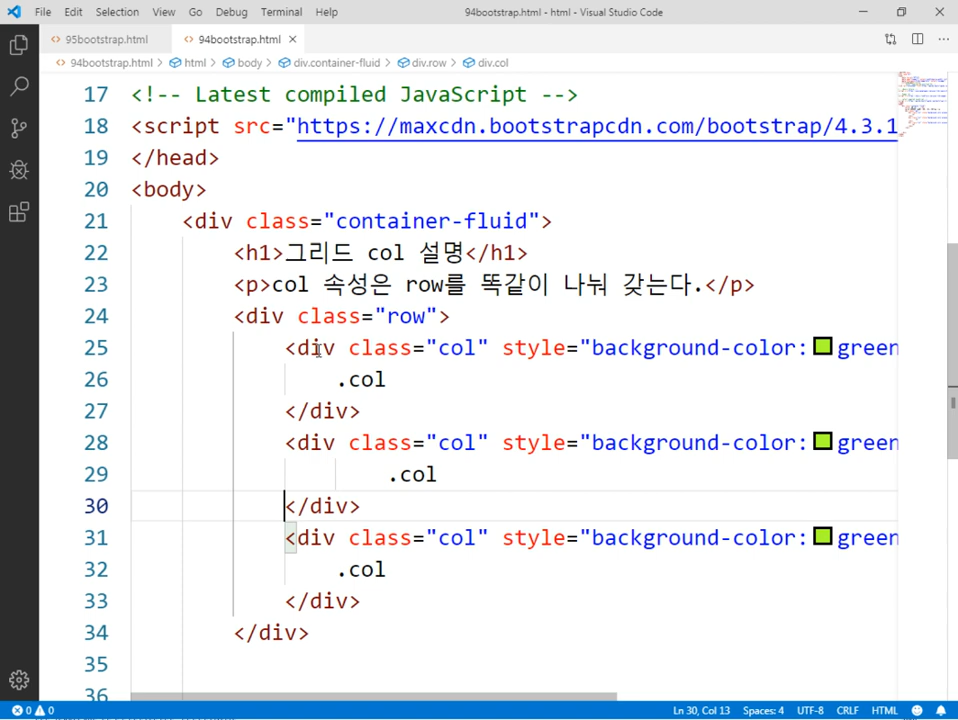 File Edit Selection View Go Debug Terminal Help 94bootstrap.html - html - Visual Studio Code
95bootstrap.html 94bootstrap.html
94bootstrap.html > html > body > div.container-fluid > div.row > div.col
17 <!-- Latest compiled JavaScript -->
18 <script src="https://maxcdn.bootstrapcdn.com/bootstrap/4.3.1
19 </head>
20 <body>
21 <div class="container-fluid">
22 <h1>그리드 col 설명</h1>
23 <p>col 속성은 row를 똑같이 나눠 갖는다.</p>
24 <div class="row">
25 <div class="col" style="background-color: green
26 .col
27 </div>
28 <div class="col" style="background-color: green
29 .col
30 </div>
31 <div class="col" style="background-color: green
32 .col
33 </div>
34 </div>
35
36
0 0 Ln 30, Col 13 Spaces: 4 UTF-8 CRLF HTML